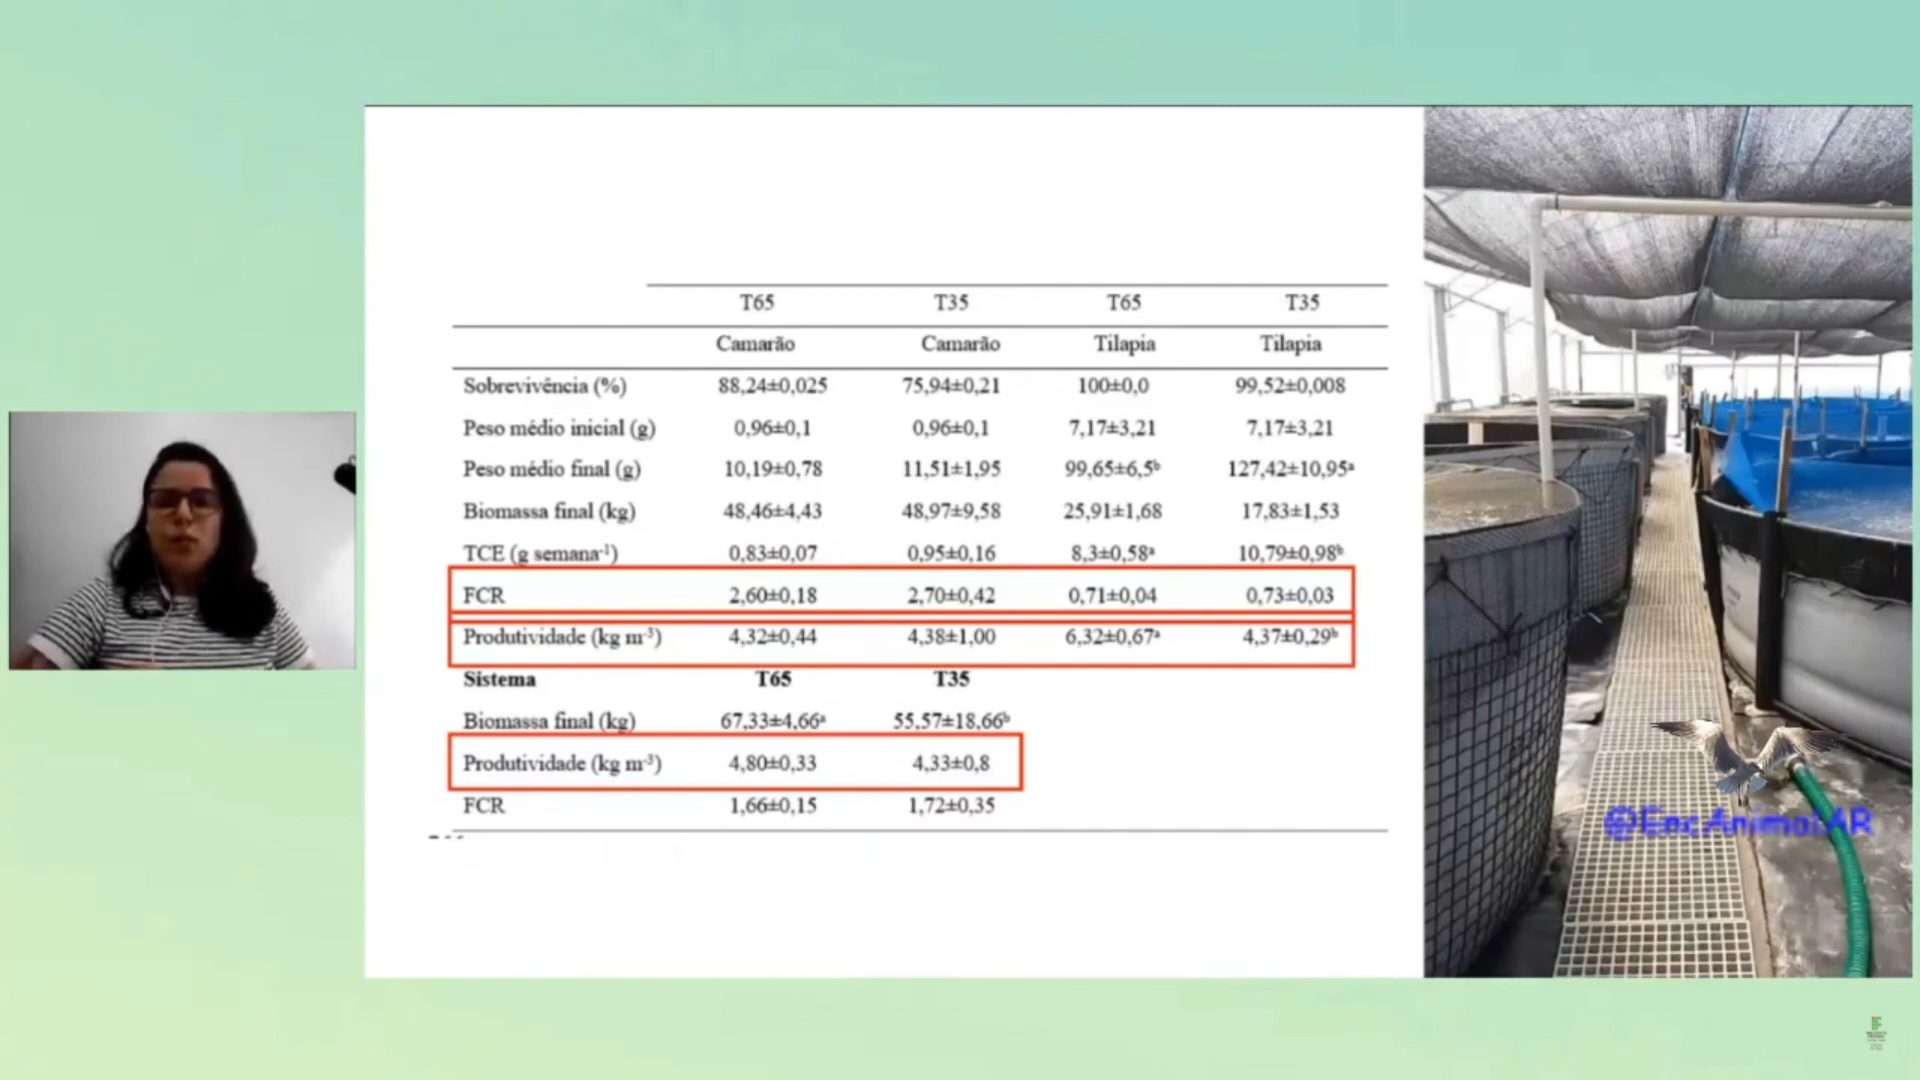 T65 T35 T65 T35
Camarão Camarão Tilapia Tilapia
Sobrevivência (%) 88,24±0,025 75,94±0,21 100±0,0 99,52±0,008
Peso médio inicial (g) 0,96±0,1 0,96±0,1 7,17±3,21 7,17±3,21
Peso médio final (g) 10,19±0,78 11,51±1,95 99,65±6,5ᵇ 127,42±10,95ᵃ
Biomassa final (kg) 48,46±4,43 48,97±9,58 25,91±1,68 17,83±1,53
TCE (g semana⁻¹) 0,83±0,07 0,95±0,16 8,3±0,58ᵃ 10,79±0,98ᵇ
FCR 2,60±0,18 2,70±0,42 0,71±0,04 0,73±0,03
Produtividade (kg m⁻³) 4,32±0,44 4,38±1,00 6,32±0,67ᵃ 4,37±0,29ᵇ
Sistema T65 T35
Biomassa final (kg) 67,33±4,66ᵃ 55,57±18,66ᵇ
Produtividade (kg m⁻³) 4,80±0,33 4,33±0,8
FCR 1,66±0,15 1,72±0,35
@EncAnimalAR